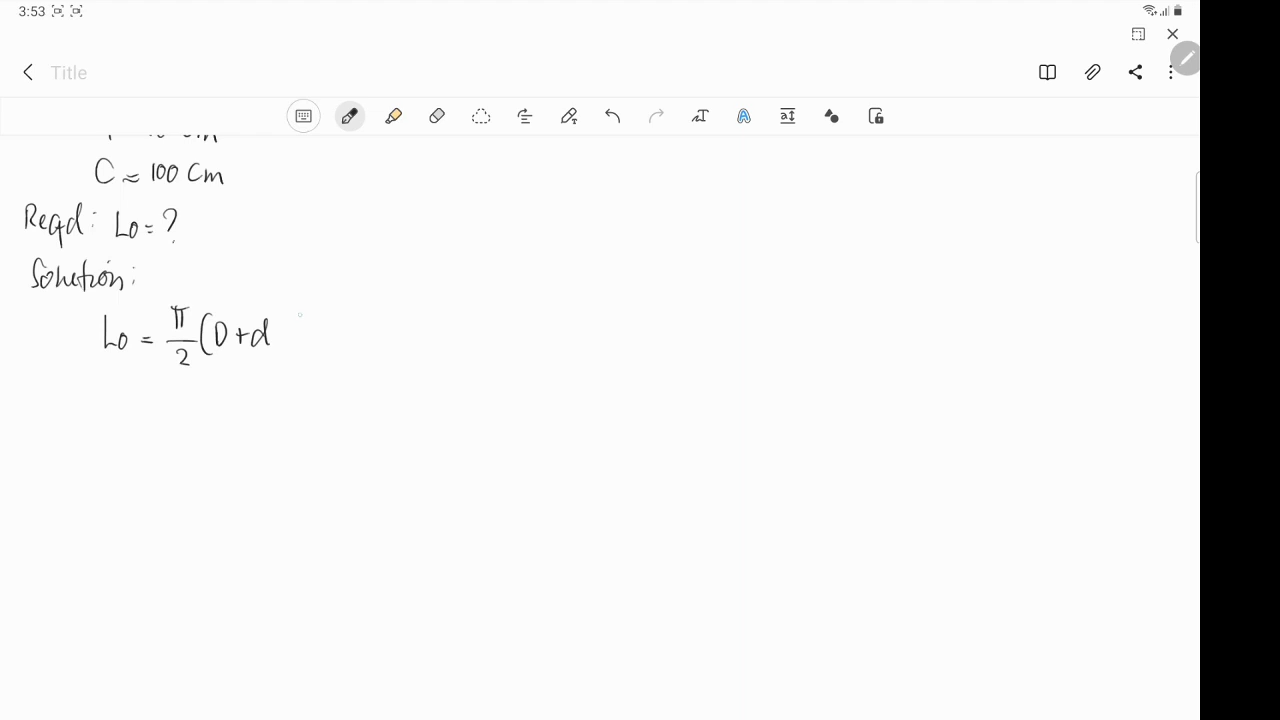 3:53
Title
C ≈ 100 Cm
Reqd: Lo = ?
Solution:
Lo = π/2 (D+d